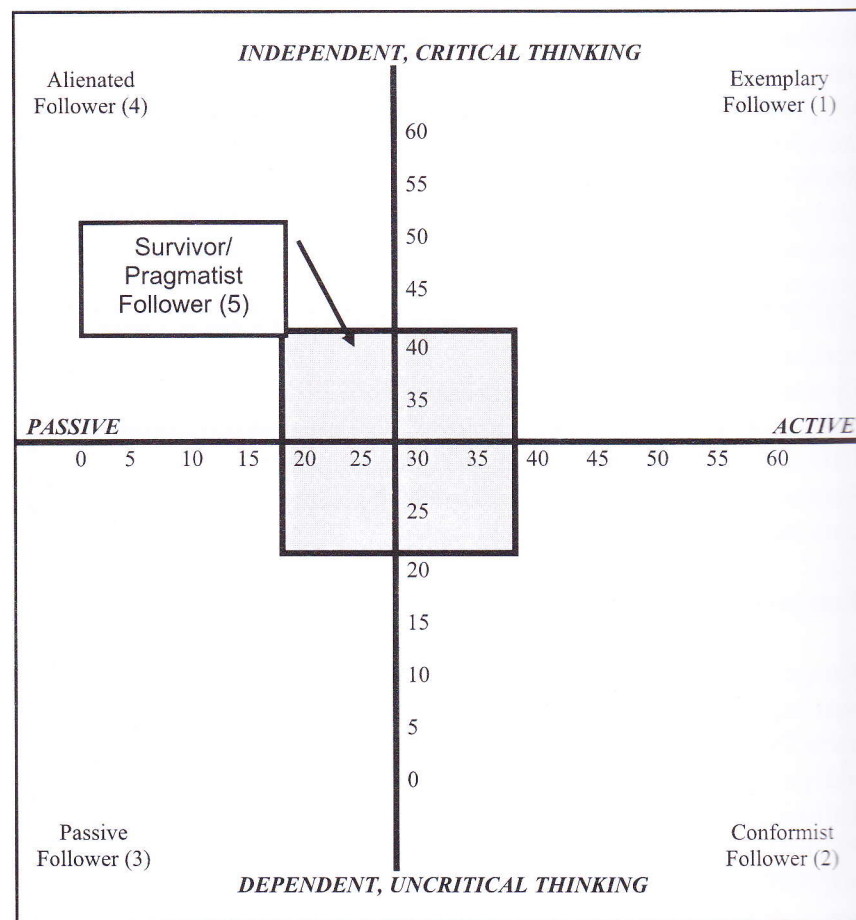 INDEPENDENT, CRITICAL THINKING
Alienated
Follower (4)
Exemplary
Follower (1)
60
55
50
45
Survivor/
Pragmatist
Follower (5)
40
35
PASSIVE
ACTIVE
0 5 10 15 20 25 30 35 40 45 50 55 60
25
20
15
10
5
0
Passive
Follower (3)
Conformist
Follower (2)
DEPENDENT, UNCRITICAL THINKING